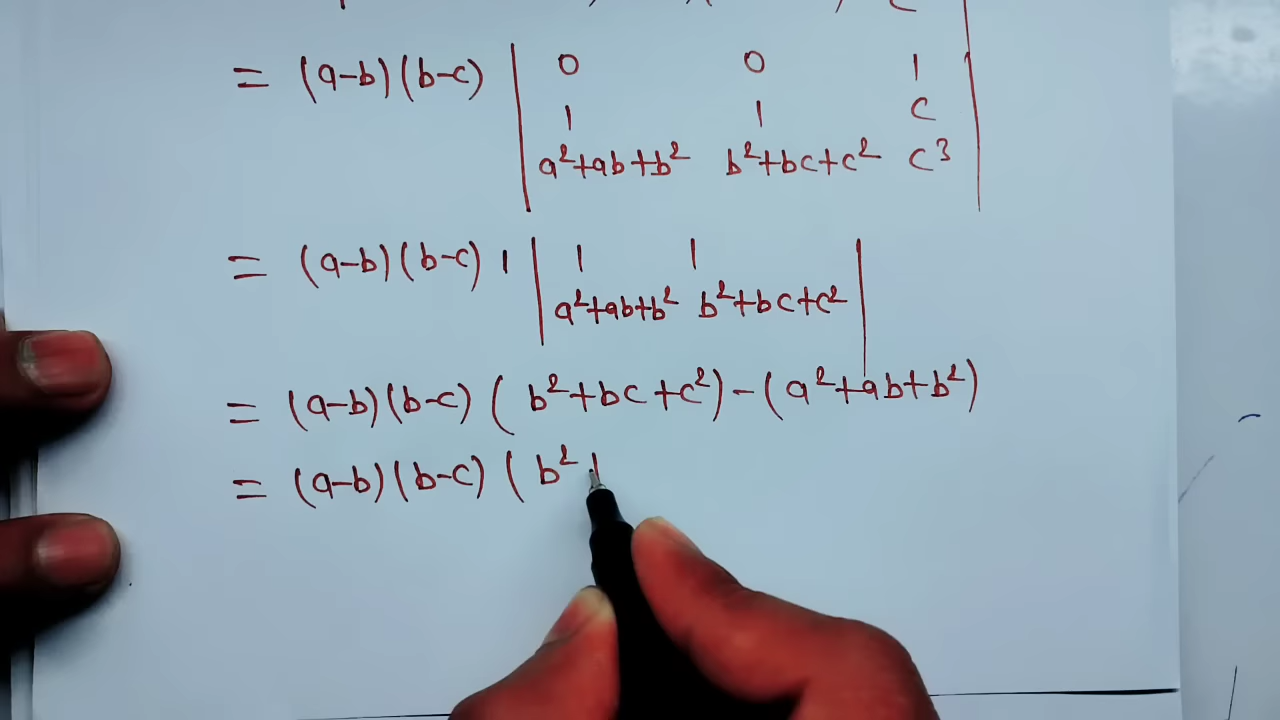 = (a-b)(b-c) | 0 0 1
1 1 c
a²+ab+b² b²+bc+c² c³ |
= (a-b)(b-c) 1 | 1 1
a²+ab+b² b²+bc+c² |
= (a-b)(b-c) ( b²+bc+c²)-(a²+ab+b²)
= (a-b)(b-c) ( b²